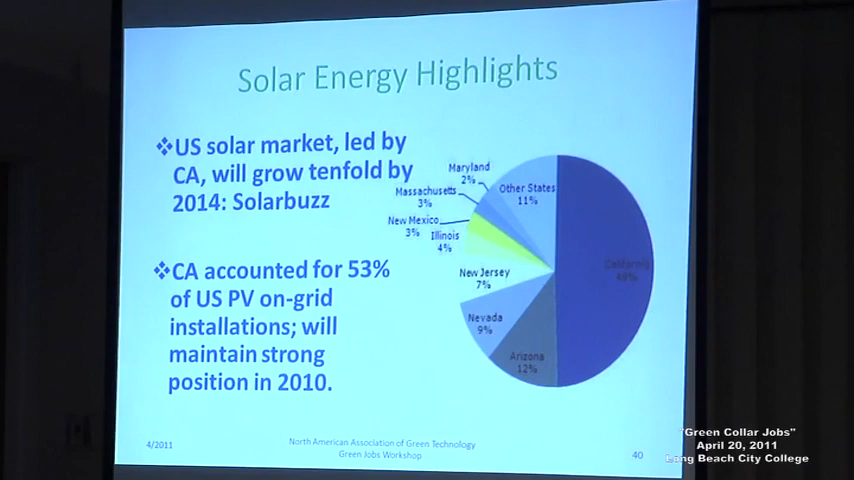 Solar Energy Highlights
❖US solar market, led by
CA, will grow tenfold by
2014: Solarbuzz
❖CA accounted for 53%
of US PV on-grid
installations; will
maintain strong
position in 2010.
Maryland
2%
Other States
11%
Massachusetts
3%
New Mexico
3%
Illinois
4%
New Jersey
7%
Nevada
9%
Arizona
12%
California
4/2011
North American Association of Green Technology
Green Jobs Workshop
40
"Green Collar Jobs"
April 20, 2011
Long Beach City College